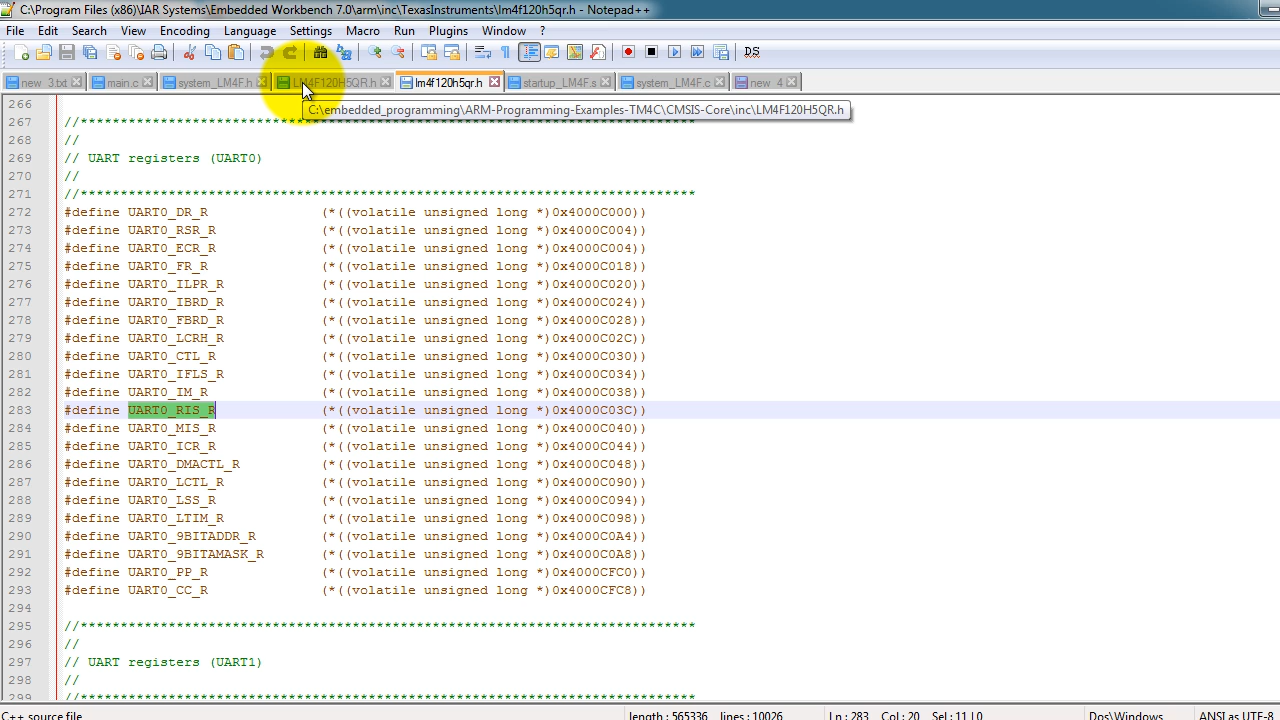 C:\Program Files (x86)\IAR Systems\Embedded Workbench 7.0\arm\inc\TexasInstruments\lm4f120h5qr.h - Notepad++
File Edit Search View Encoding Language Settings Macro Run Plugins Window ?
new 3.txt main.c system_LM4F.h LM4F120H5QR.h lm4f120h5qr.h startup_LM4F.s system_LM4F.c new 4
C:\embedded_programming\ARM-Programming-Examples-TM4C\CMSIS-Core\inc\LM4F120H5QR.h
266
267 //*****************************************************************************
268 //
269 // UART registers (UART0)
270 //
271 //*****************************************************************************
272 #define UART0_DR_R (*((volatile unsigned long *)0x4000C000))
273 #define UART0_RSR_R (*((volatile unsigned long *)0x4000C004))
274 #define UART0_ECR_R (*((volatile unsigned long *)0x4000C004))
275 #define UART0_FR_R (*((volatile unsigned long *)0x4000C018))
276 #define UART0_ILPR_R (*((volatile unsigned long *)0x4000C020))
277 #define UART0_IBRD_R (*((volatile unsigned long *)0x4000C024))
278 #define UART0_FBRD_R (*((volatile unsigned long *)0x4000C028))
279 #define UART0_LCRH_R (*((volatile unsigned long *)0x4000C02C))
280 #define UART0_CTL_R (*((volatile unsigned long *)0x4000C030))
281 #define UART0_IFLS_R (*((volatile unsigned long *)0x4000C034))
282 #define UART0_IM_R (*((volatile unsigned long *)0x4000C038))
283 #define UART0_RIS_R (*((volatile unsigned long *)0x4000C03C))
284 #define UART0_MIS_R (*((volatile unsigned long *)0x4000C040))
285 #define UART0_ICR_R (*((volatile unsigned long *)0x4000C044))
286 #define UART0_DMACTL_R (*((volatile unsigned long *)0x4000C048))
287 #define UART0_LCTL_R (*((volatile unsigned long *)0x4000C090))
288 #define UART0_LSS_R (*((volatile unsigned long *)0x4000C094))
289 #define UART0_LTIM_R (*((volatile unsigned long *)0x4000C098))
290 #define UART0_9BITADDR_R (*((volatile unsigned long *)0x4000C0A4))
291 #define UART0_9BITAMASK_R (*((volatile unsigned long *)0x4000C0A8))
292 #define UART0_PP_R (*((volatile unsigned long *)0x4000CFC0))
293 #define UART0_CC_R (*((volatile unsigned long *)0x4000CFC8))
294
295 //*****************************************************************************
296 //
297 // UART registers (UART1)
298 //
299 //*****************************************************************************
C++ source file length : 565336 lines : 10026 Ln : 283 Col : 20 Sel : 11 | 0 Dos\Windows ANSI as UTF-8